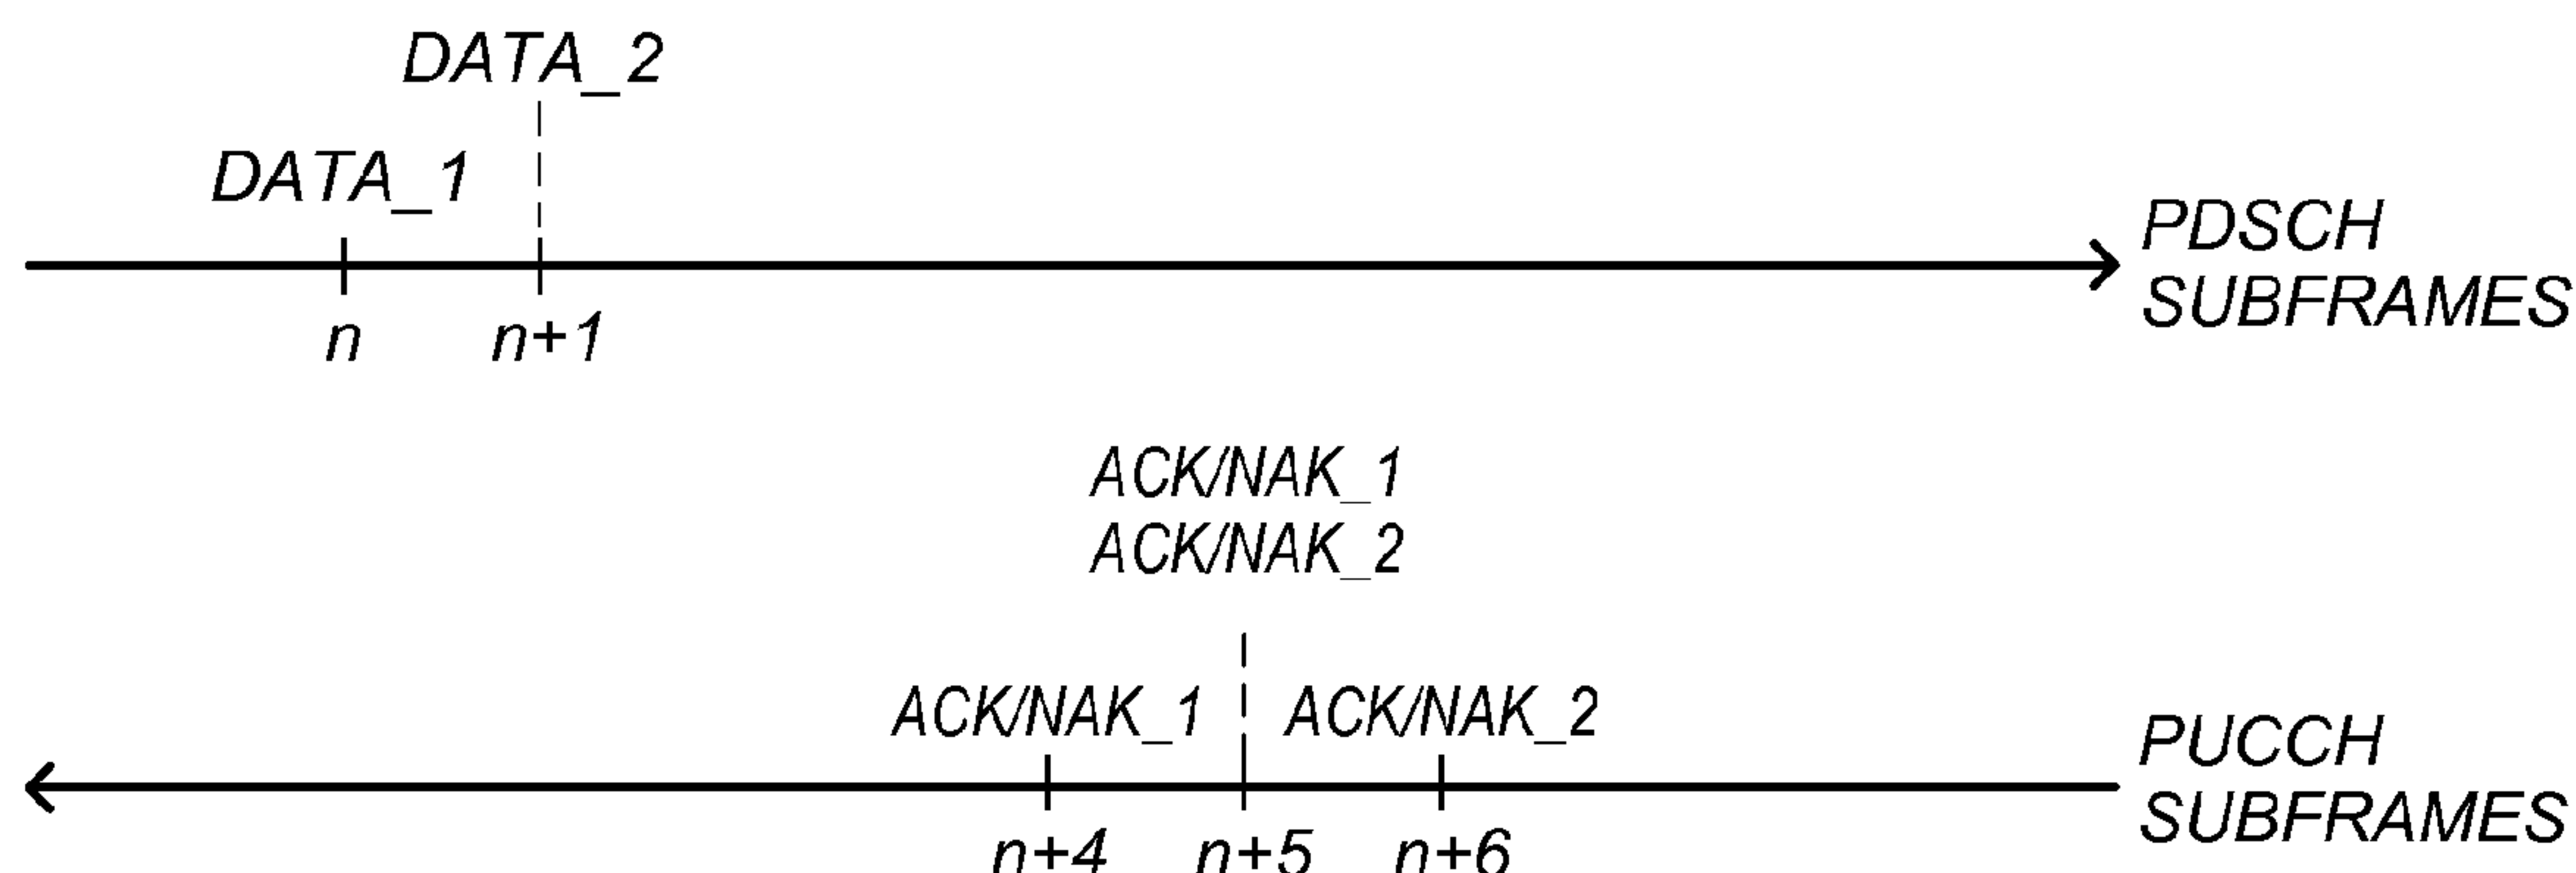 DATA_2
DATA_1
PDSCH
SUBFRAMES
n
n+1
ACK/NAK_1
ACK/NAK_2
ACK/NAK_1
ACK/NAK_2
PUCCH
SUBFRAMES
n+4
n+5
n+6